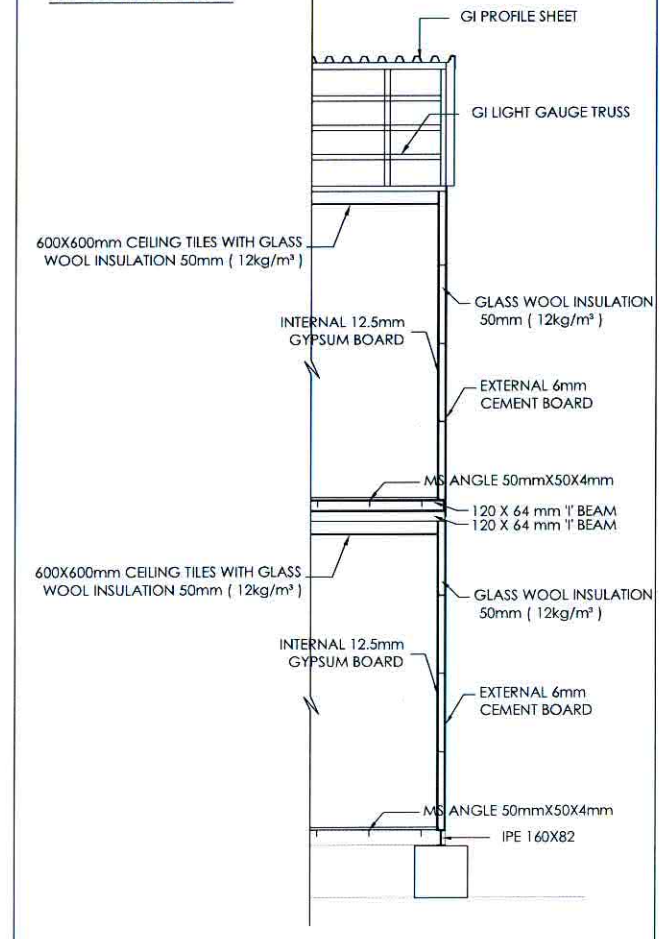 GI PROFILE SHEET
GI LIGHT GAUGE TRUSS
600X600mm CEILING TILES WITH GLASS
WOOL INSULATION 50mm ( 12kg/m³ )
GLASS WOOL INSULATION
50mm ( 12kg/m³ )
INTERNAL 12.5mm
GYPSUM BOARD
EXTERNAL 6mm
CEMENT BOARD
MS ANGLE 50mmX50X4mm
120 X 64 mm 'I' BEAM
120 X 64 mm 'I' BEAM
600X600mm CEILING TILES WITH GLASS
WOOL INSULATION 50mm ( 12kg/m³ )
GLASS WOOL INSULATION
50mm ( 12kg/m³ )
INTERNAL 12.5mm
GYPSUM BOARD
EXTERNAL 6mm
CEMENT BOARD
MS ANGLE 50mmX50X4mm
IPE 160X82